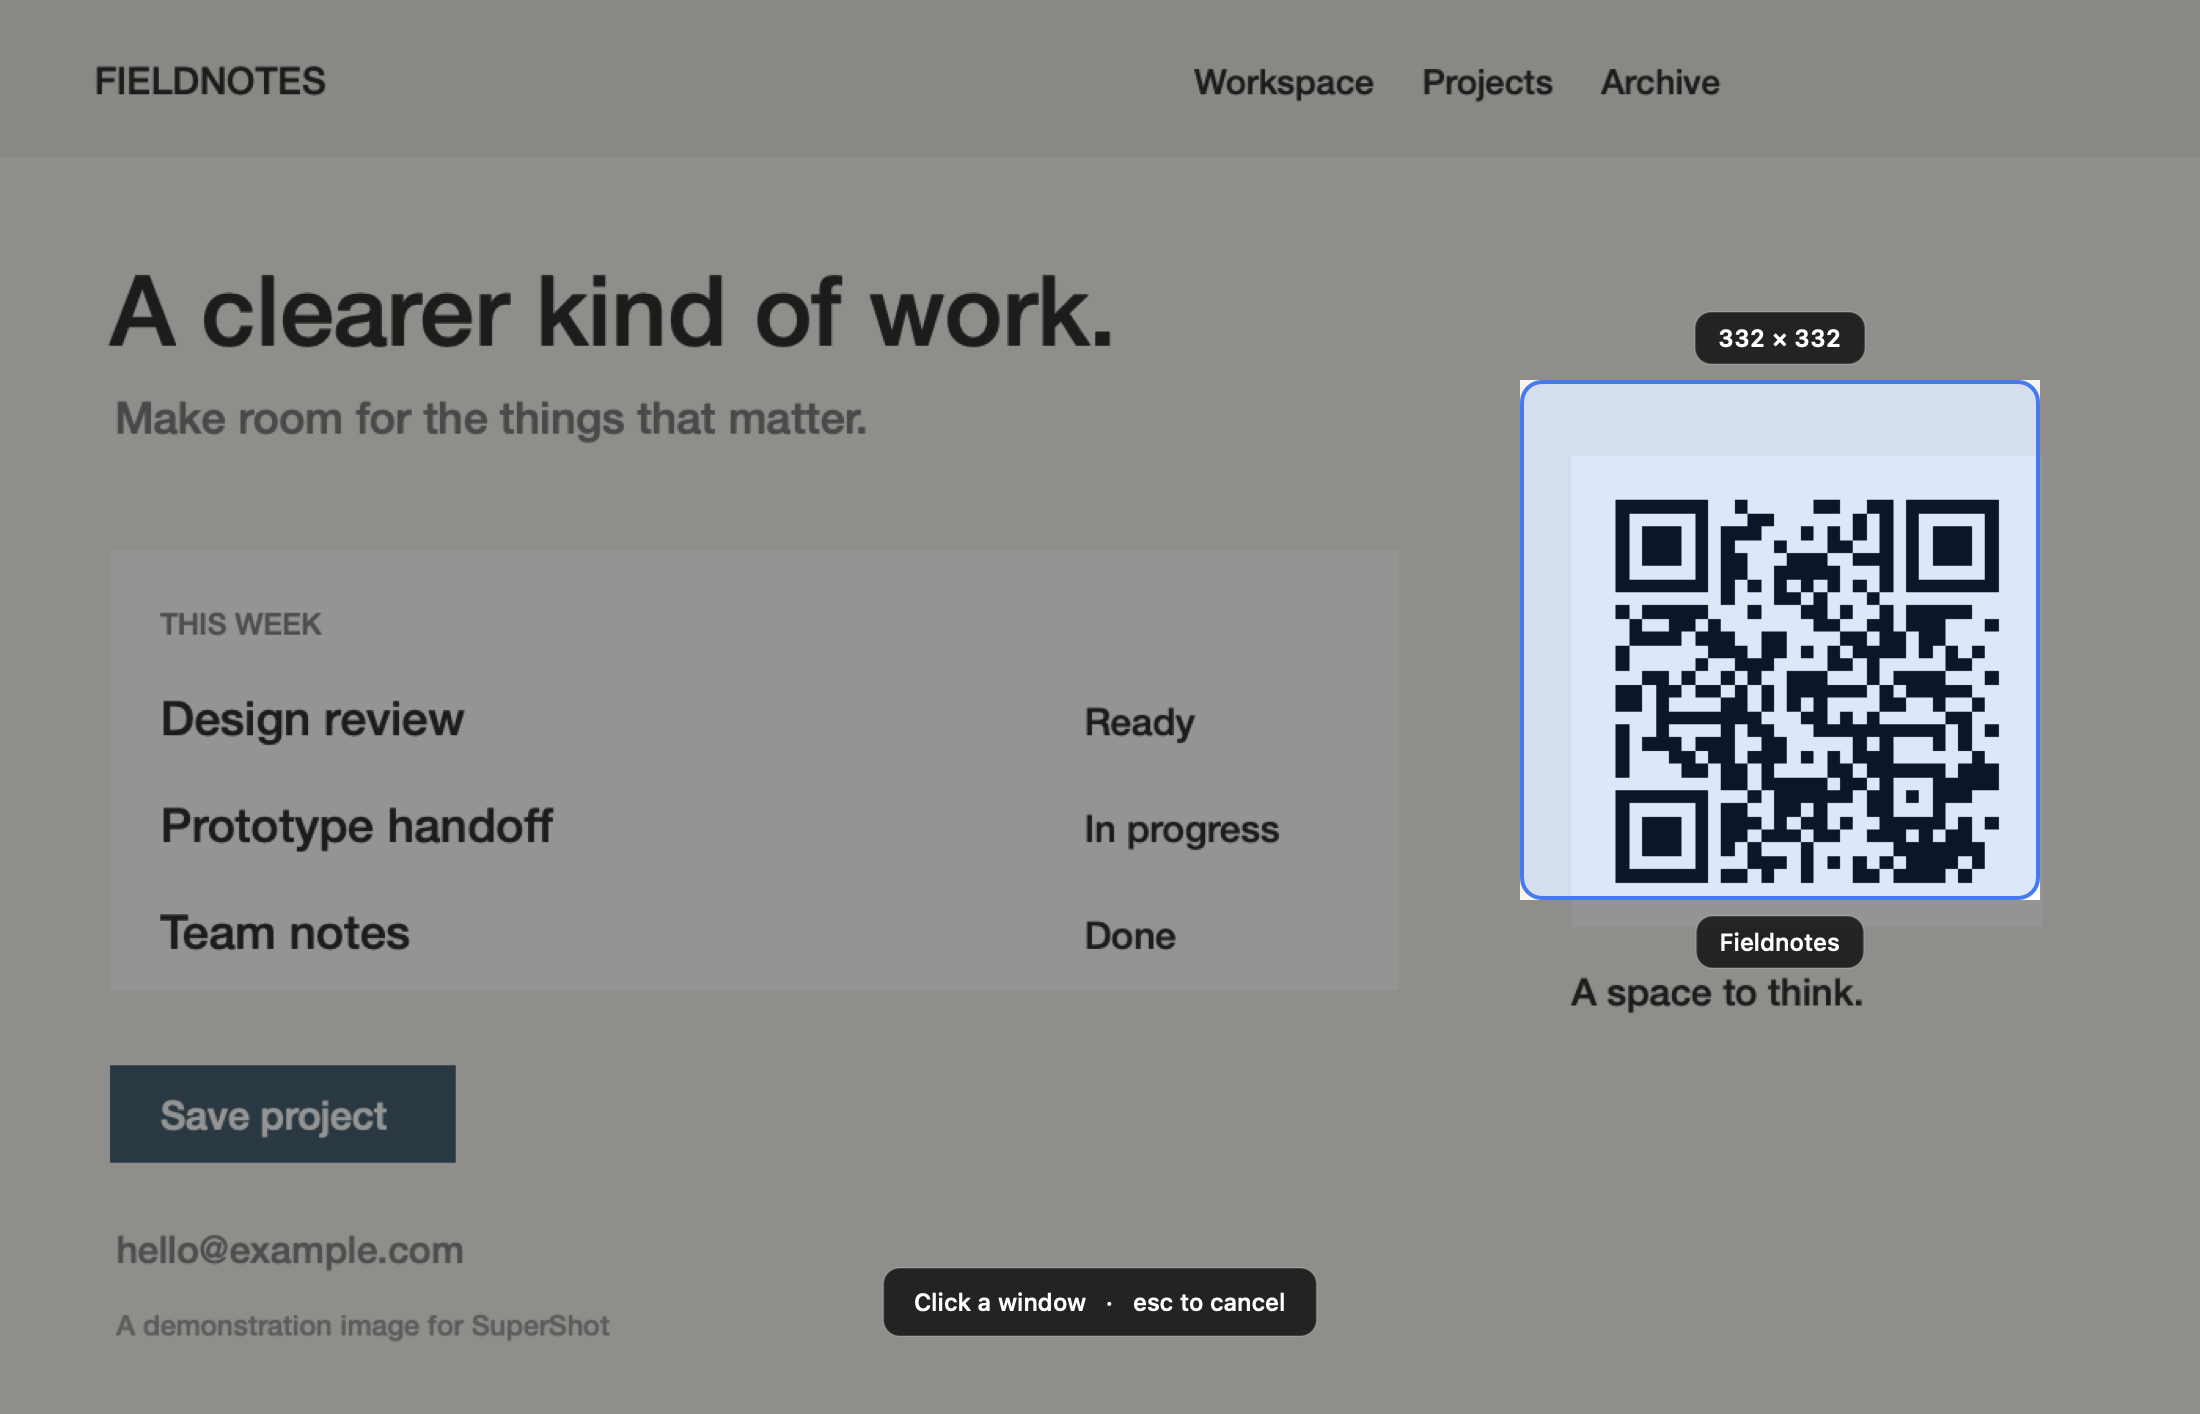 FIELDNOTES
Workspace Projects Archive
A clearer kind of work.
Make room for the things that matter.
THIS WEEK
Design review Ready
Prototype handoff In progress
Team notes Done
332 × 332
Fieldnotes
A space to think.
Save project
hello@example.com
A demonstration image for SuperShot
Click a window · esc to cancel